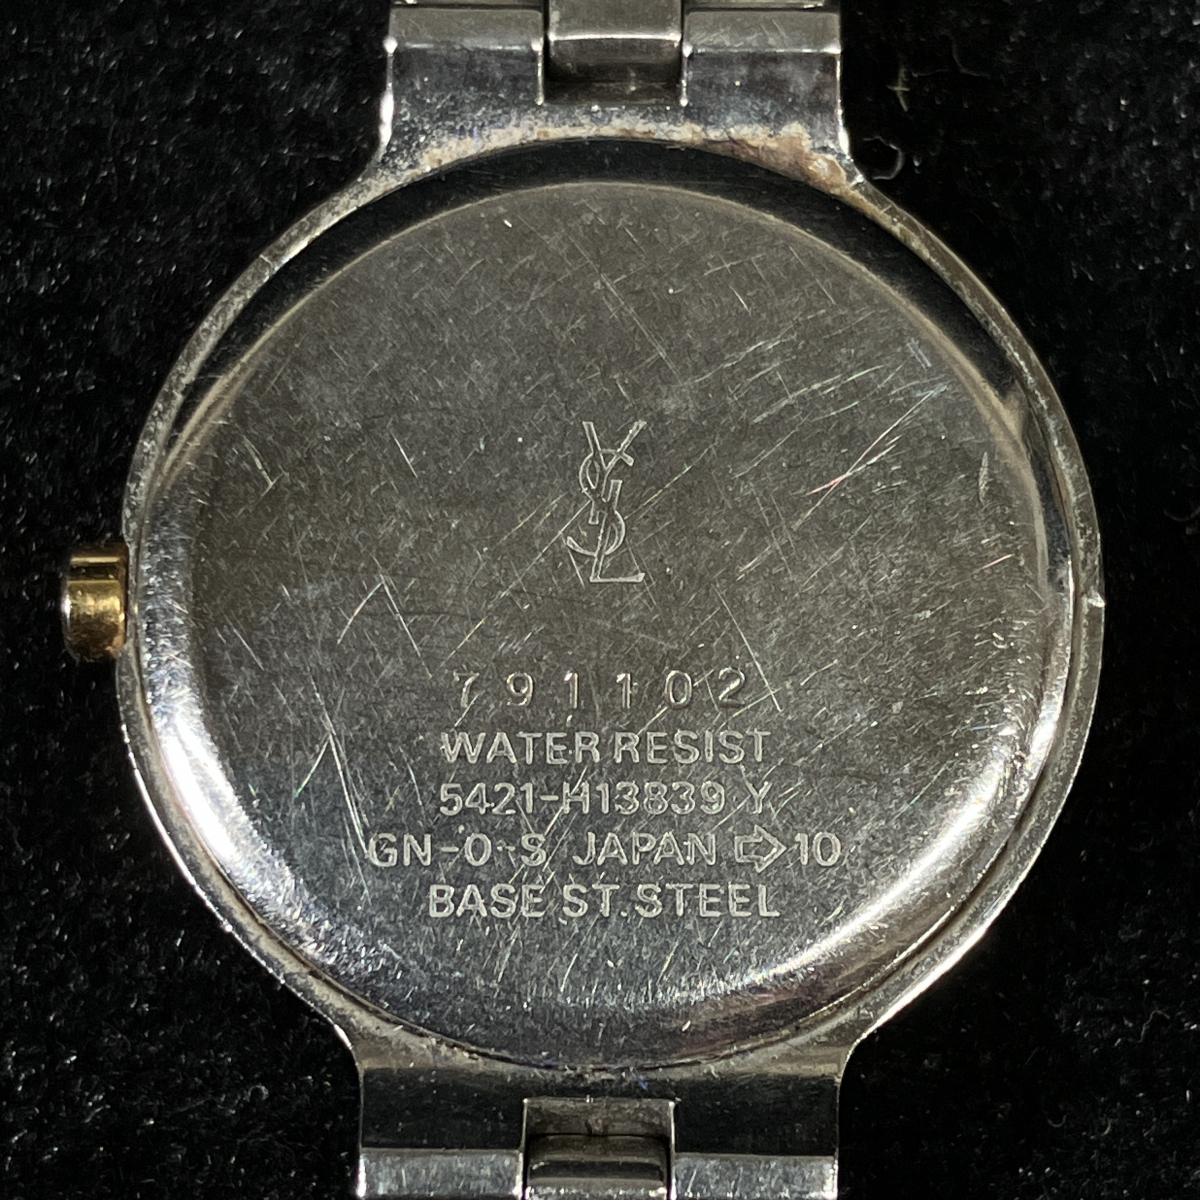 YSL
791102
WATER RESIST
5421-H13839 Y
GN-0-S JAPAN ⇨10
BASE ST. STEEL